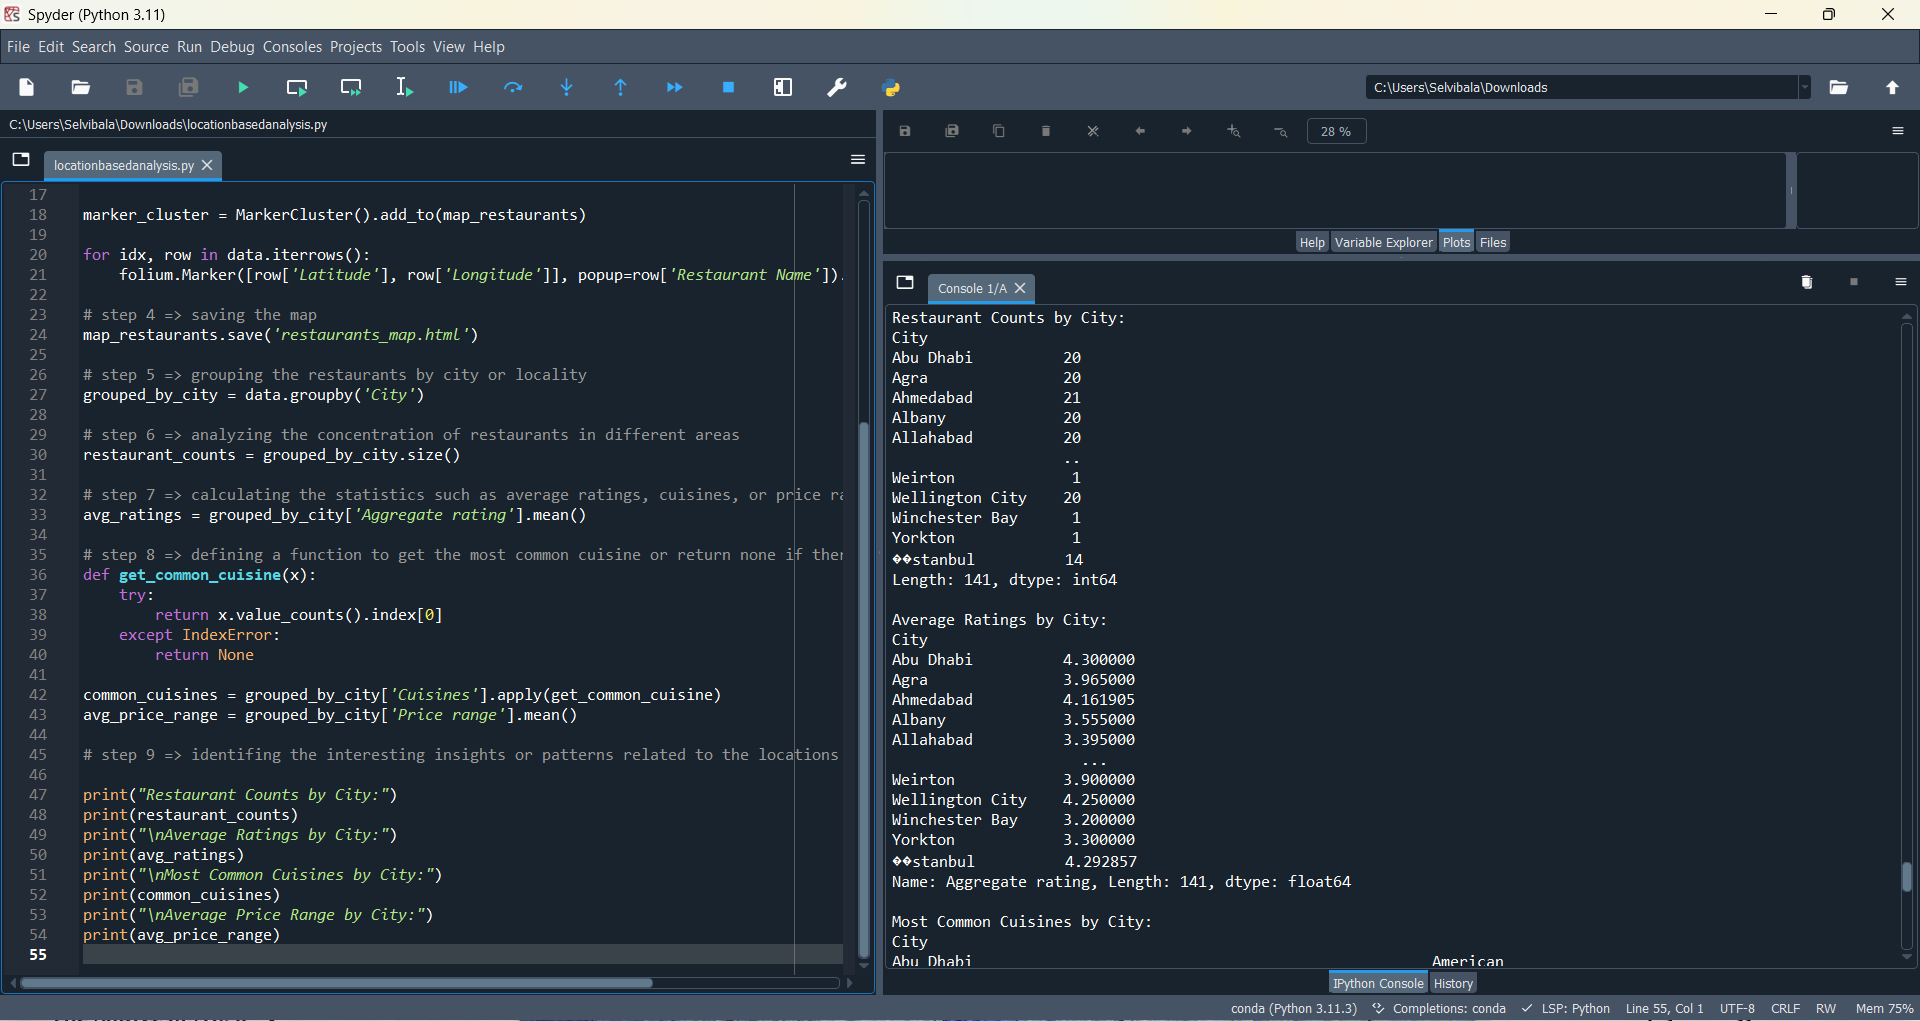 Spyder (Python 3.11)
File Edit Search Source Run Debug Consoles Projects Tools View Help
C:\Users\Selvibala\Downloads
C:\Users\Selvibala\Downloads\locationbasedanalysis.py
locationbasedanalysis.py
17
18 marker_cluster = MarkerCluster().add_to(map_restaurants)
19
20 for idx, row in data.iterrows():
21     folium.Marker([row['Latitude'], row['Longitude']], popup=row['Restaurant Name']).
22
23 # step 4 => saving the map
24 map_restaurants.save('restaurants_map.html')
25
26 # step 5 => grouping the restaurants by city or locality
27 grouped_by_city = data.groupby('City')
28
29 # step 6 => analyzing the concentration of restaurants in different areas
30 restaurant_counts = grouped_by_city.size()
31
32 # step 7 => calculating the statistics such as average ratings, cuisines, or price ra
33 avg_ratings = grouped_by_city['Aggregate rating'].mean()
34
35 # step 8 => defining a function to get the most common cuisine or return none if ther
36 def get_common_cuisine(x):
37     try:
38         return x.value_counts().index[0]
39     except IndexError:
40         return None
41
42 common_cuisines = grouped_by_city['Cuisines'].apply(get_common_cuisine)
43 avg_price_range = grouped_by_city['Price range'].mean()
44
45 # step 9 => identifing the interesting insights or patterns related to the locations
46
47 print("Restaurant Counts by City:")
48 print(restaurant_counts)
49 print("\nAverage Ratings by City:")
50 print(avg_ratings)
51 print("\nMost Common Cuisines by City:")
52 print(common_cuisines)
53 print("\nAverage Price Range by City:")
54 print(avg_price_range)
55
28 %
Help Variable Explorer Plots Files
Console 1/A
Restaurant Counts by City:
City
Abu Dhabi 20
Agra 20
Ahmedabad 21
Albany 20
Allahabad 20
..
Weirton 1
Wellington City 20
Winchester Bay 1
Yorkton 1
��stanbul 14
Length: 141, dtype: int64
Average Ratings by City:
City
Abu Dhabi 4.300000
Agra 3.965000
Ahmedabad 4.161905
Albany 3.555000
Allahabad 3.395000
...
Weirton 3.900000
Wellington City 4.250000
Winchester Bay 3.200000
Yorkton 3.300000
��stanbul 4.292857
Name: Aggregate rating, Length: 141, dtype: float64
Most Common Cuisines by City:
City
Abu Dhabi American
IPython Console History
conda (Python 3.11.3) Completions: conda LSP: Python Line 55, Col 1 UTF-8 CRLF RW Mem 75%